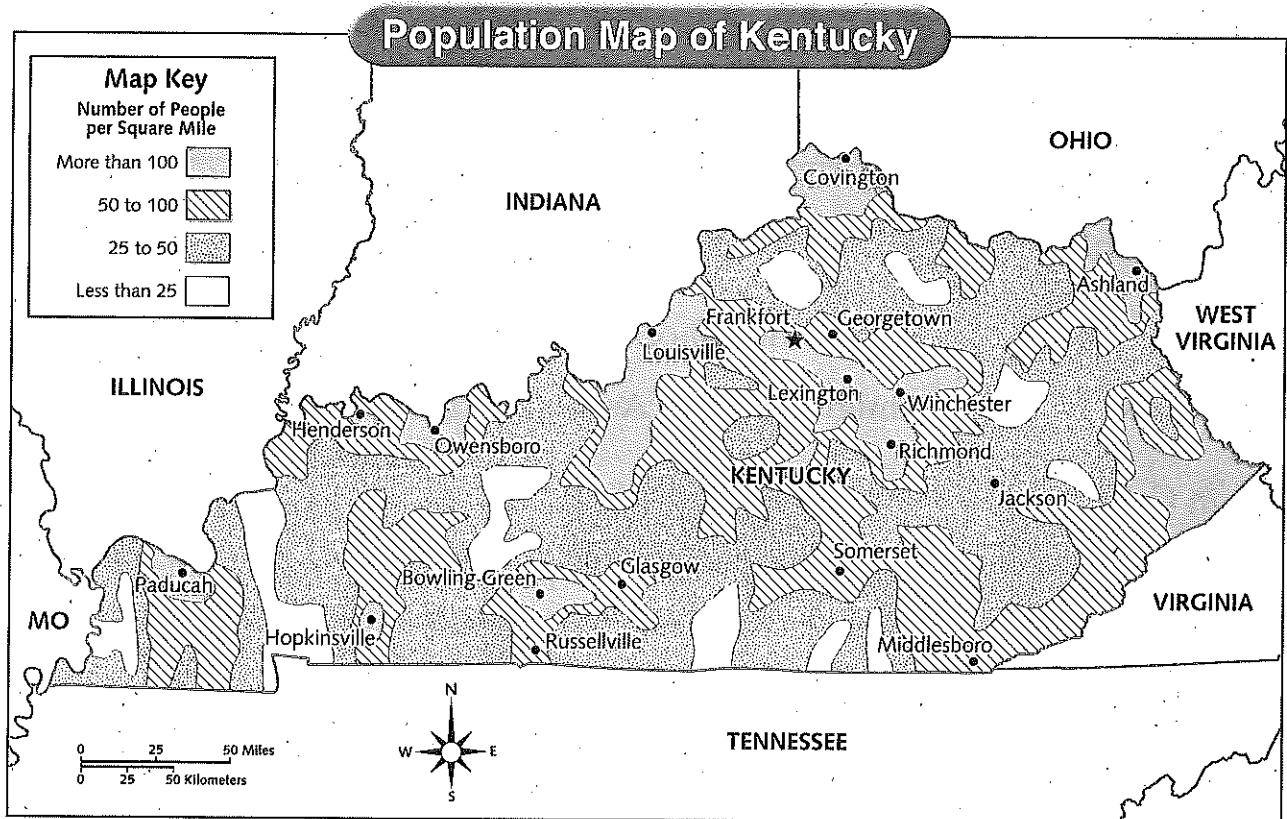 Population Map of Kentucky
Map Key
Number of People
per Square Mile
More than 100
50 to 100
25 to 50
Less than 25
OHIO
INDIANA
Covington
Ashland
WEST
VIRGINIA
Frankfort
Georgetown
Louisville
ILLINOIS
Lexington
Winchester
Henderson
Owensboro
Richmond
KENTUCKY
Jackson
Somerset
Glasgow
Bowling Green
Paducah
VIRGINIA
MO
Hopkinsville
Russellville
Middlesboro
N
W
E
S
TENNESSEE
0 25 50 Miles
0 25 50 Kilometers